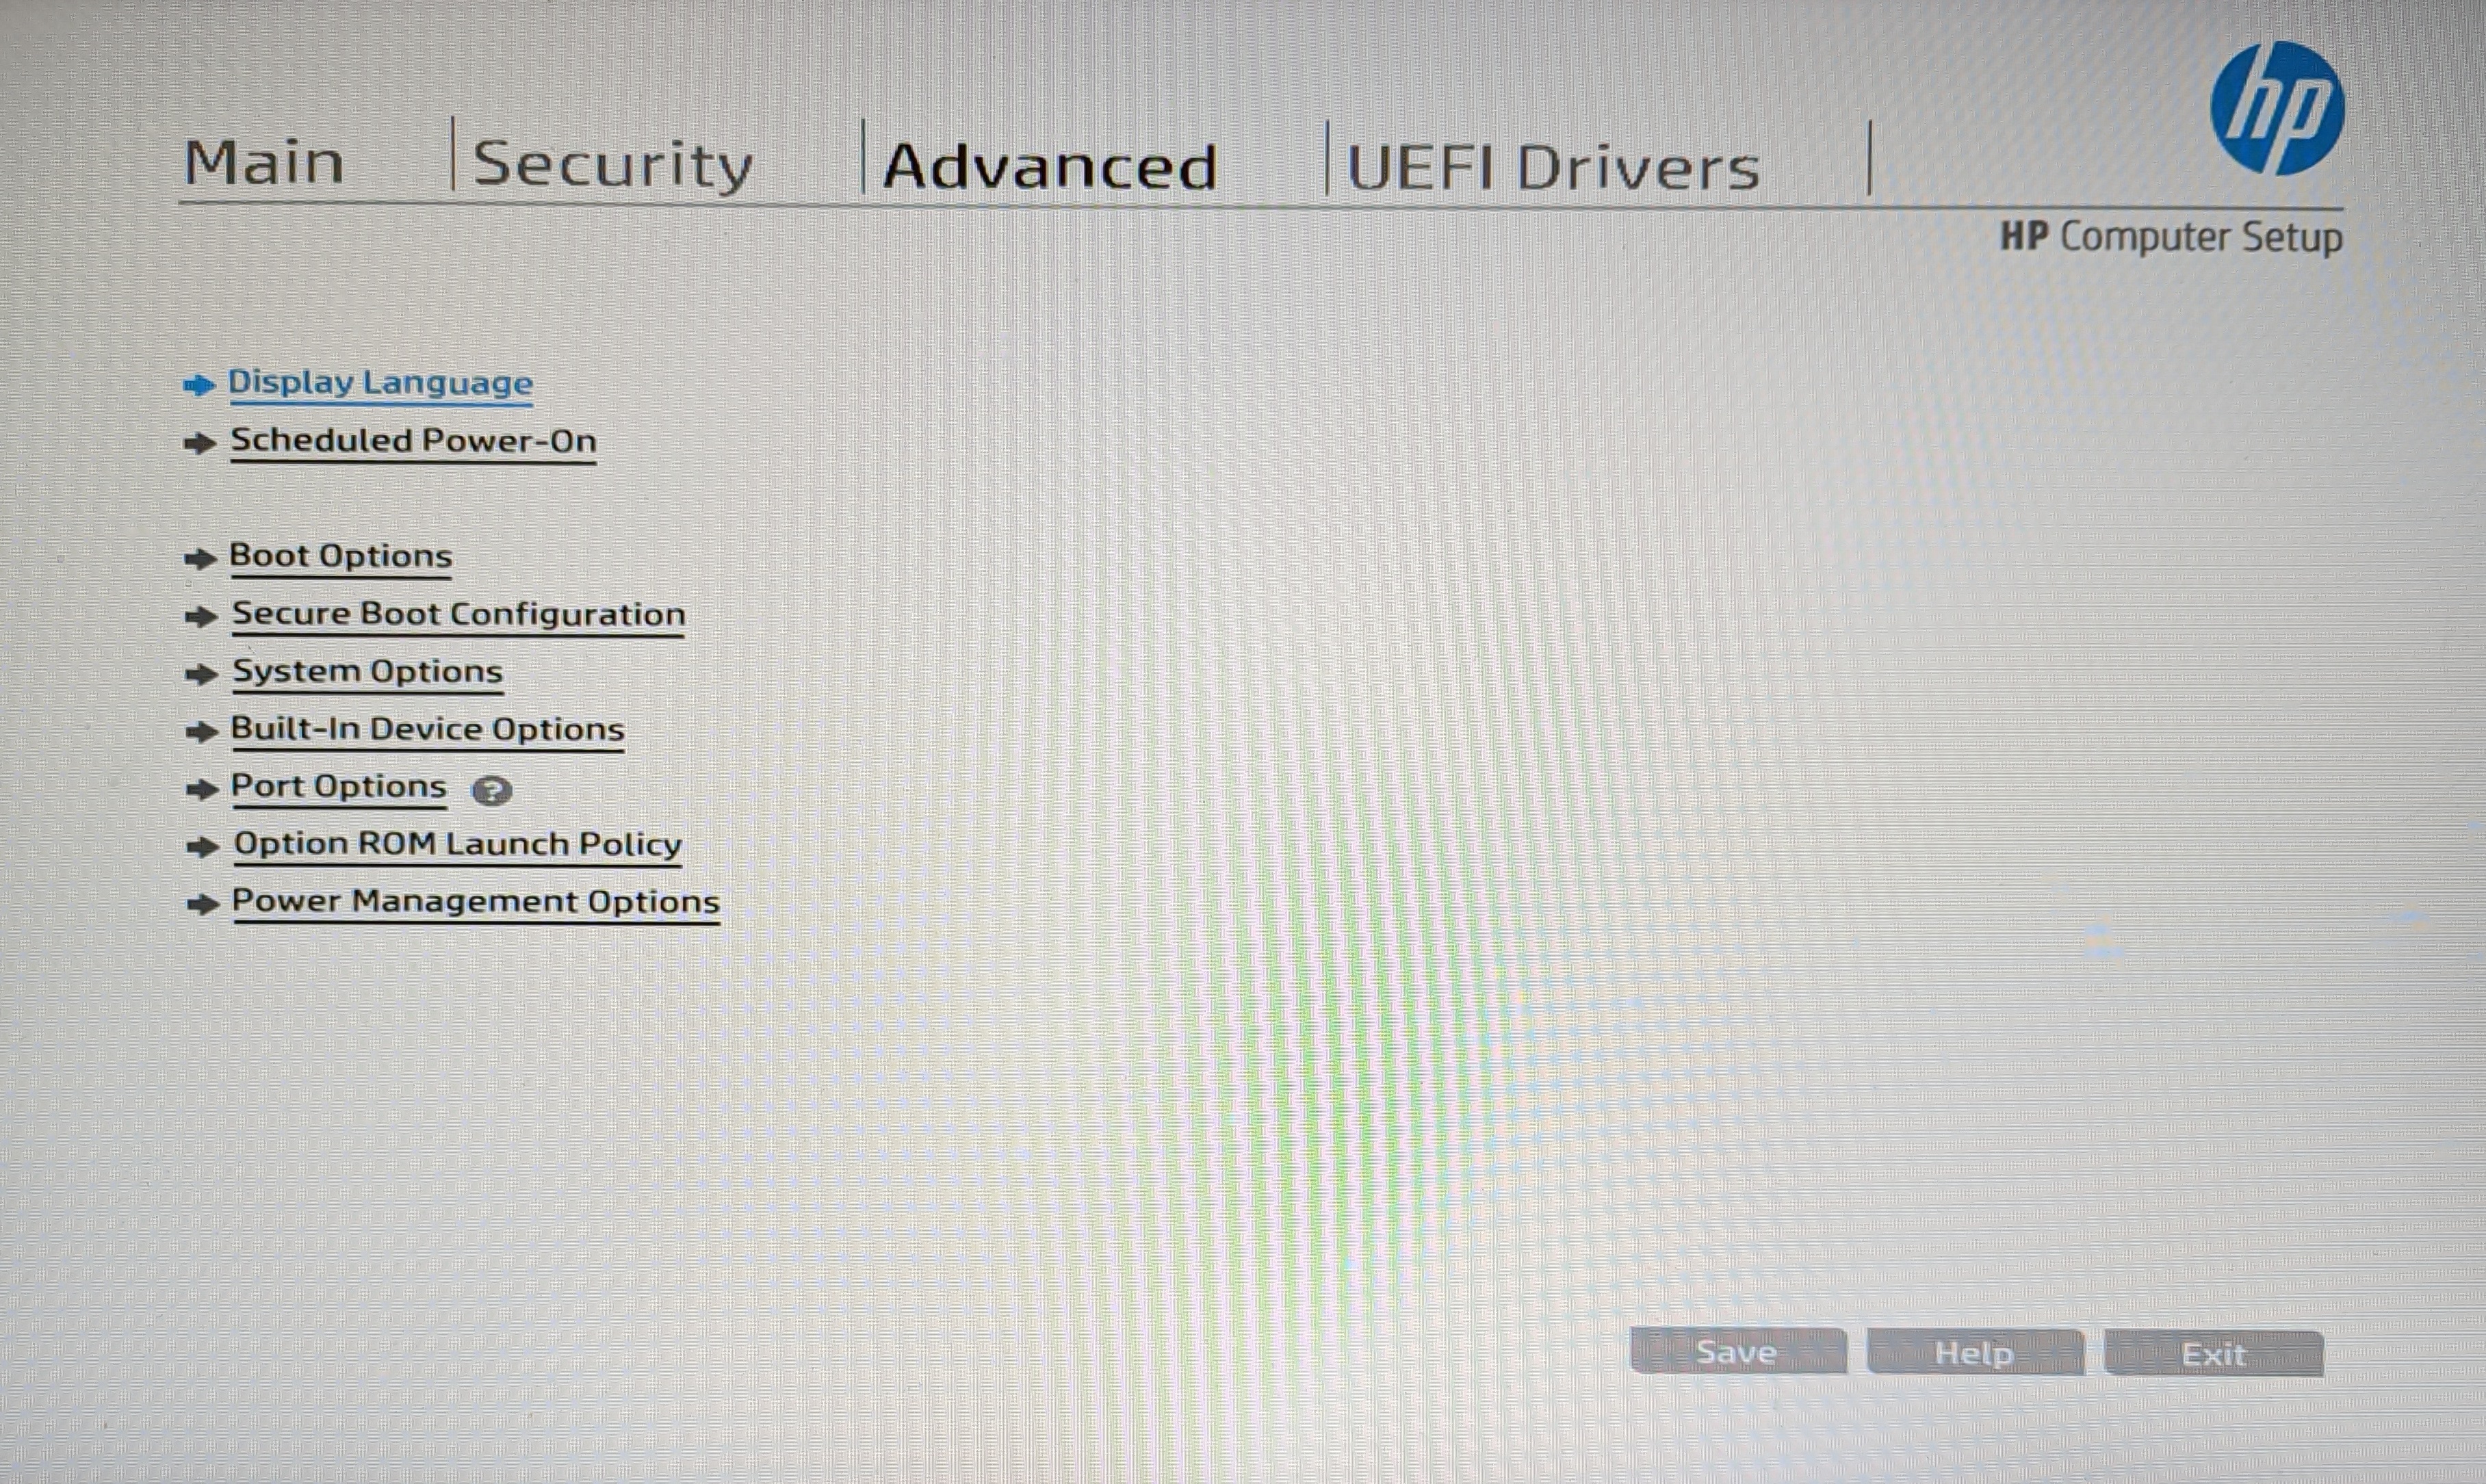 hp
Main Security Advanced UEFI Drivers
HP Computer Setup
Display Language
Scheduled Power-On
Boot Options
Secure Boot Configuration
System Options
Built-In Device Options
Port Options ?
Option ROM Launch Policy
Power Management Options
Save Help Exit